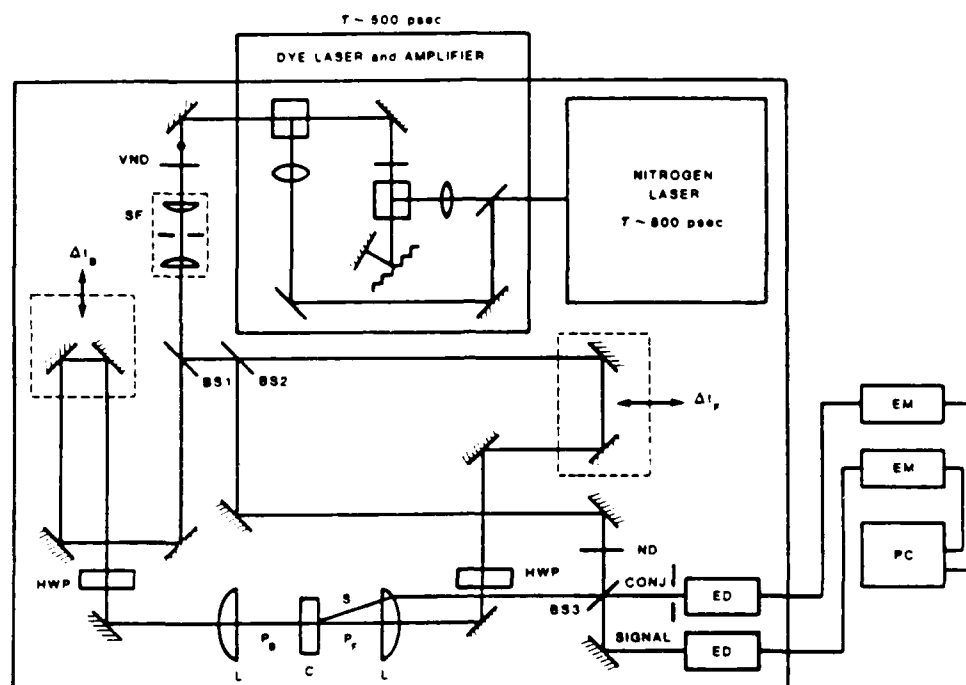 T ~ 500 psec
DYE LASER and AMPLIFIER
NITROGEN
LASER
T ~ 800 psec
VND
SF
Δt_B
BS1
BS2
Δt_F
EM
EM
PC
ND
HWP
HWP
CONJ
ED
BS3
SIGNAL
ED
S
P_B
P_F
L
C
L